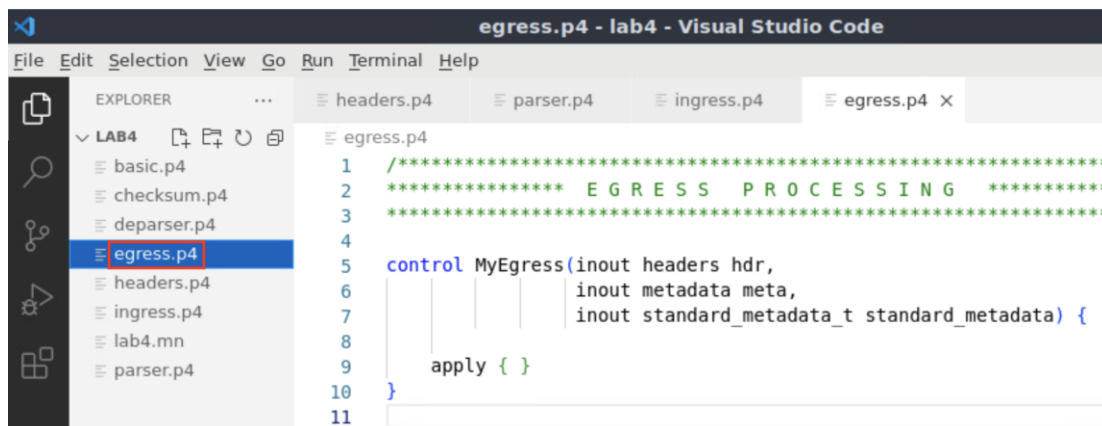 egress.p4 - lab4 - Visual Studio Code
File Edit Selection View Go Run Terminal Help
EXPLORER ...
headers.p4 parser.p4 ingress.p4 egress.p4 ×
LAB4
egress.p4
basic.p4
checksum.p4
deparser.p4
egress.p4
headers.p4
ingress.p4
lab4.mn
parser.p4
1 /****************************************************************
2 **************** E G R E S S   P R O C E S S I N G   **********
3 *****************************************************************
4
5 control MyEgress(inout headers hdr,
6                  inout metadata meta,
7                  inout standard_metadata_t standard_metadata) {
8
9     apply { }
10 }
11